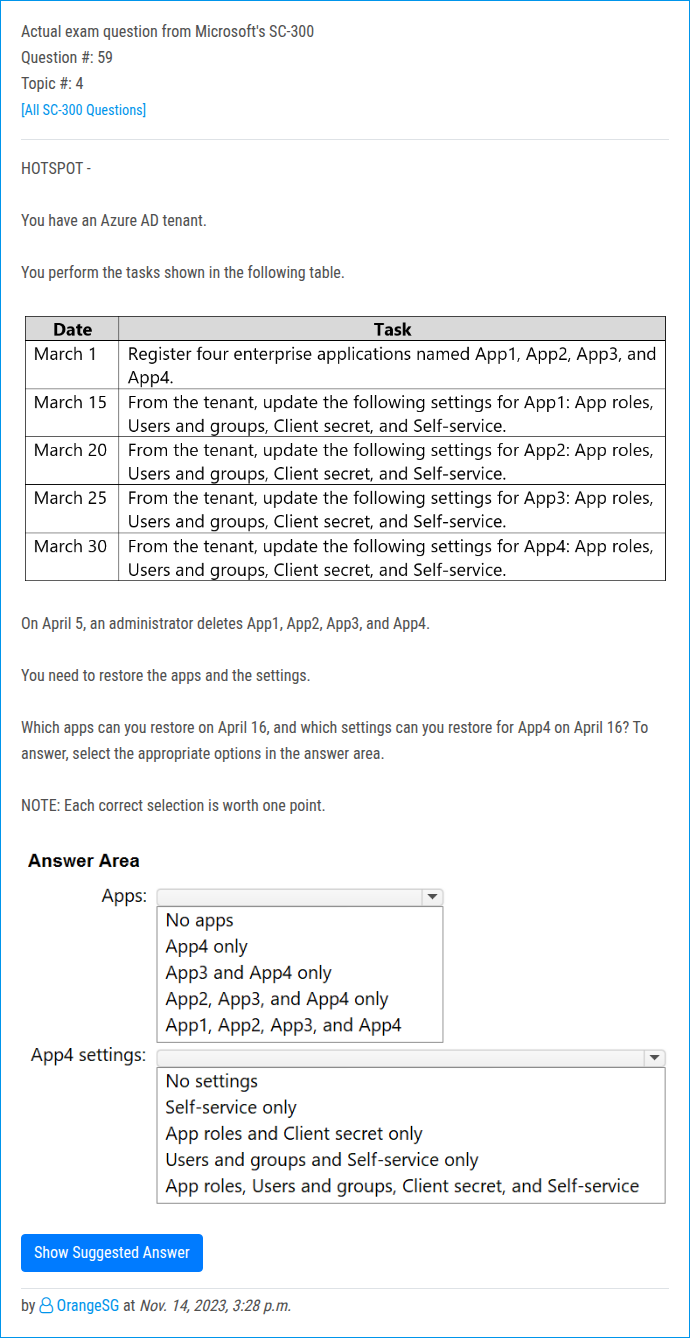 Actual exam question from Microsoft's SC-300
Question #: 59
Topic #: 4
[All SC-300 Questions]
HOTSPOT -
You have an Azure AD tenant.
You perform the tasks shown in the following table.
Date Task
March 1 Register four enterprise applications named App1, App2, App3, and
App4.
March 15 From the tenant, update the following settings for App1: App roles,
Users and groups, Client secret, and Self-service.
March 20 From the tenant, update the following settings for App2: App roles,
Users and groups, Client secret, and Self-service.
March 25 From the tenant, update the following settings for App3: App roles,
Users and groups, Client secret, and Self-service.
March 30 From the tenant, update the following settings for App4: App roles,
Users and groups, Client secret, and Self-service.
On April 5, an administrator deletes App1, App2, App3, and App4.
You need to restore the apps and the settings.
Which apps can you restore on April 16, and which settings can you restore for App4 on April 16? To
answer, select the appropriate options in the answer area.
NOTE: Each correct selection is worth one point.
Answer Area
Apps:
No apps
App4 only
App3 and App4 only
App2, App3, and App4 only
App1, App2, App3, and App4
App4 settings:
No settings
Self-service only
App roles and Client secret only
Users and groups and Self-service only
App roles, Users and groups, Client secret, and Self-service
Show Suggested Answer
by OrangeSG at Nov. 14, 2023, 3:28 p.m.